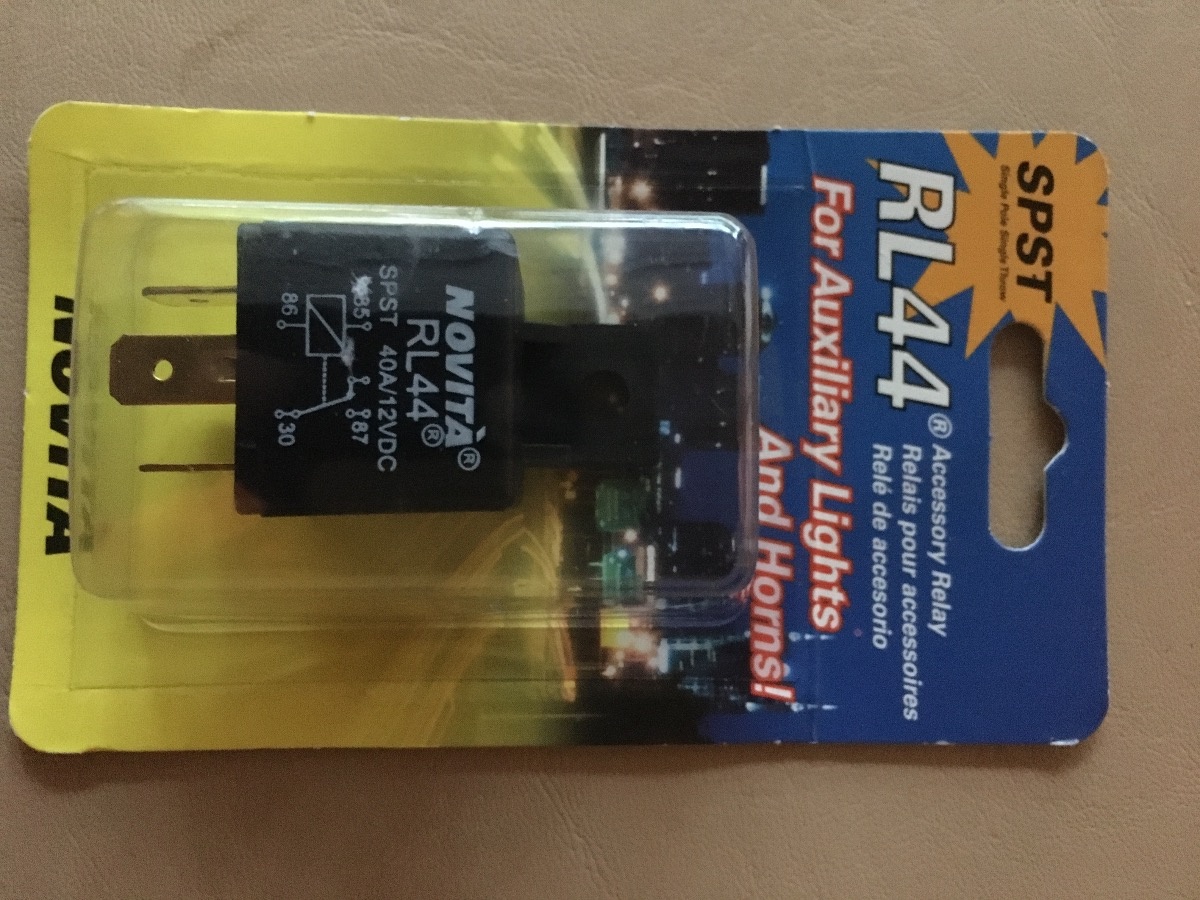 SPST
Single Pole Single Throw
RL44® Accessory Relay
Relais pour accessoires
Relé de accesorio
For Auxiliary Lights
And Horns!
NOVITÀ®
RL44®
SPST 40A/12VDC
85
87
86
30
NOVITA